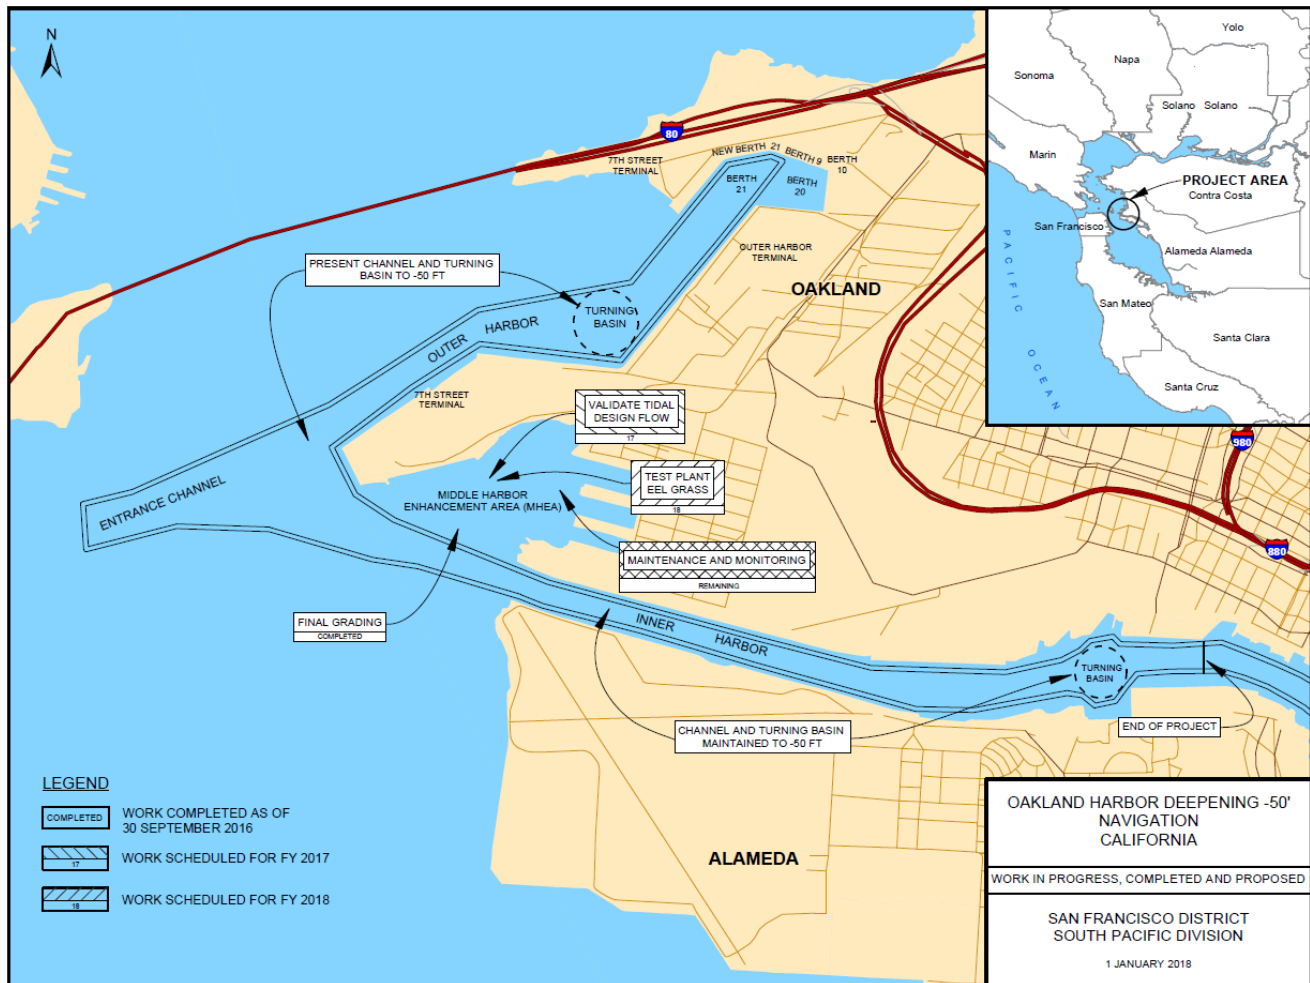 N
80
7TH STREET
TERMINAL
NEW BERTH 21
BERTH 9
BERTH
10
BERTH
21
BERTH
20
OUTER HARBOR
TERMINAL
PRESENT CHANNEL AND TURNING
BASIN TO -50 FT
OAKLAND
TURNING
BASIN
OUTER HARBOR
7TH STREET
TERMINAL
VALIDATE TIDAL
DESIGN FLOW
17
TEST PLANT
EEL GRASS
18
ENTRANCE CHANNEL
MIDDLE HARBOR
ENHANCEMENT AREA (MHEA)
MAINTENANCE AND MONITORING
REMAINING
FINAL GRADING
COMPLETED
INNER HARBOR
TURNING
BASIN
END OF PROJECT
CHANNEL AND TURNING BASIN
MAINTAINED TO -50 FT
ALAMEDA
980
880
Yolo
Napa
Sonoma
Solano Solano
Marin
PROJECT AREA
Contra Costa
San Francisco
Alameda Alameda
San Mateo
Santa Clara
Santa Cruz
PACIFIC OCEAN
LEGEND
COMPLETED
WORK COMPLETED AS OF
30 SEPTEMBER 2016
17
WORK SCHEDULED FOR FY 2017
18
WORK SCHEDULED FOR FY 2018
OAKLAND HARBOR DEEPENING -50'
NAVIGATION
CALIFORNIA
WORK IN PROGRESS, COMPLETED AND PROPOSED
SAN FRANCISCO DISTRICT
SOUTH PACIFIC DIVISION
1 JANUARY 2018